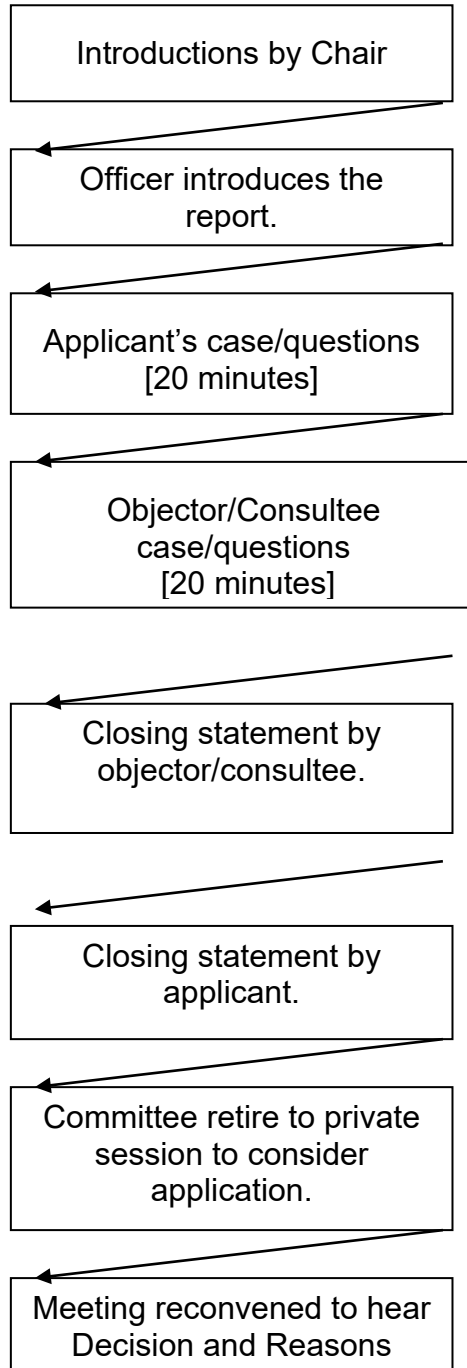 Introductions by Chair
Officer introduces the
report.
Applicant’s case/questions
[20 minutes]
Objector/Consultee
case/questions
[20 minutes]
Closing statement by
objector/consultee.
Closing statement by
applicant.
Committee retire to private
session to consider
application.
Meeting reconvened to hear
Decision and Reasons